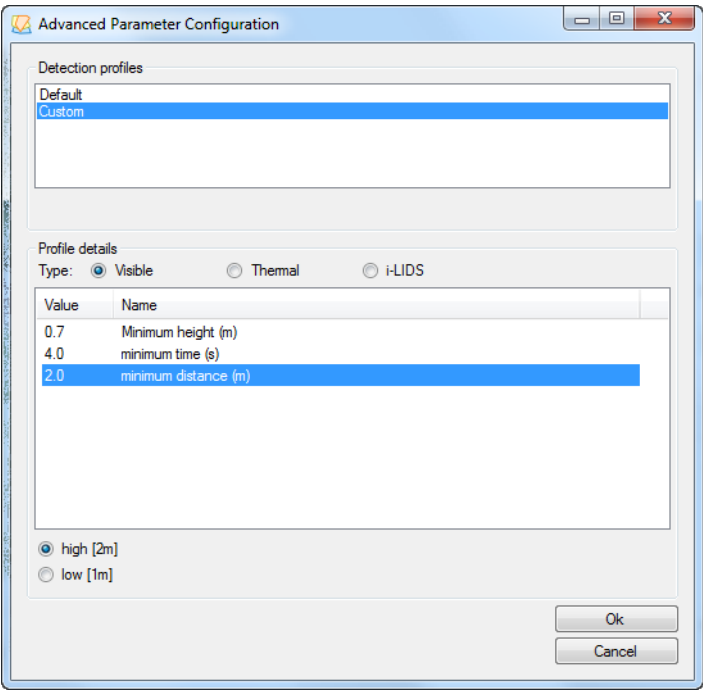 Advanced Parameter Configuration
Detection profiles
Default
Custom
Profile details
Type: Visible Thermal i-LIDS
Value Name
0.7 Minimum height (m)
4.0 minimum time (s)
2.0 minimum distance (m)
high [2m]
low [1m]
Ok
Cancel